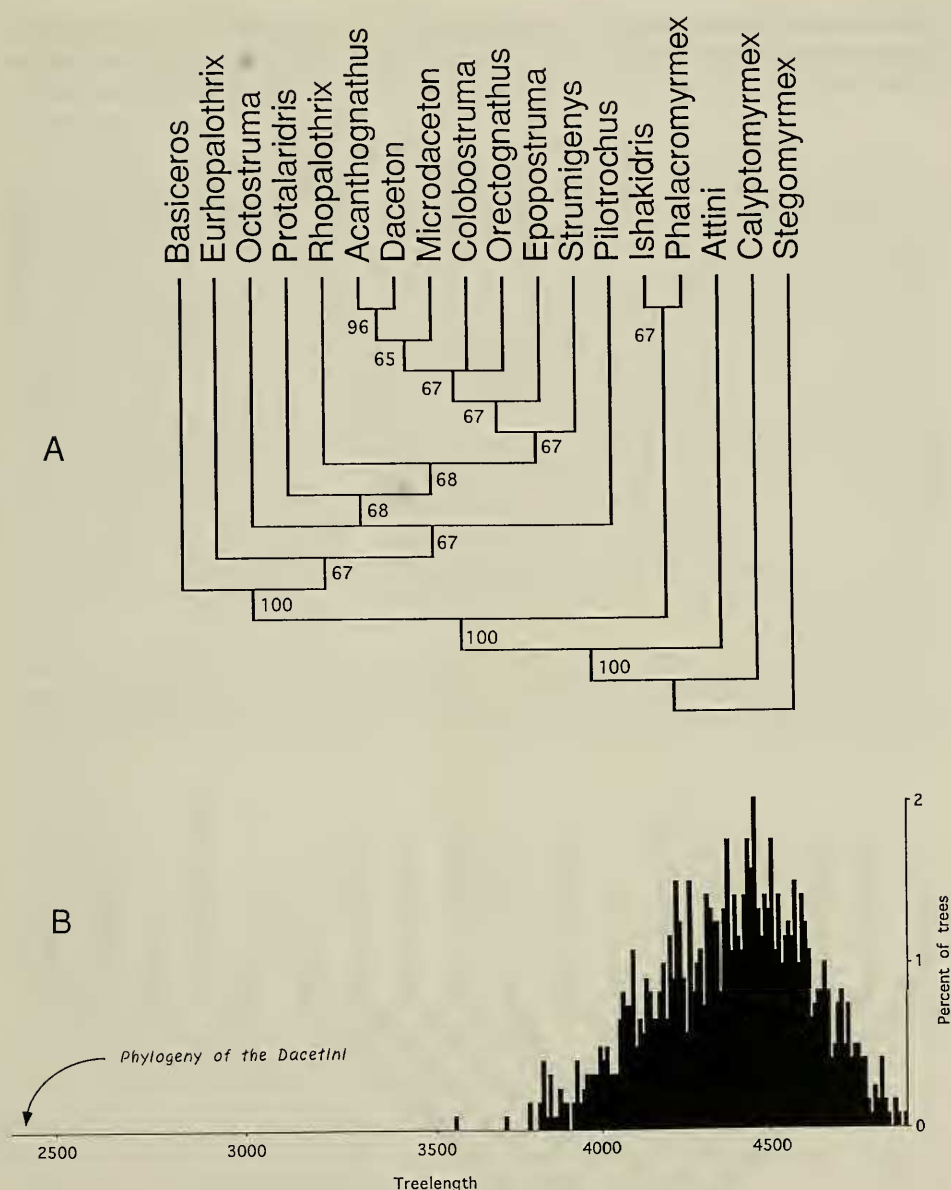 Basiceros
Eurhopalothrix
Octostruma
Protalaridris
Rhopalothrix
Acanthognathus
Daceton
Microdaceton
Colobostruma
Orectognathus
Epopostruma
Strumigenys
Pilotrochus
Ishakidris
Phalacromyrmex
Attini
Calyptomyrmex
Stegomyrmex
A
96
67
65
67
67
67
68
68
67
67
100
100
100
B
2
1
0
Percent of trees
Phylogeny of the Dacetini
2500
3000
3500
4000
4500
Treelength